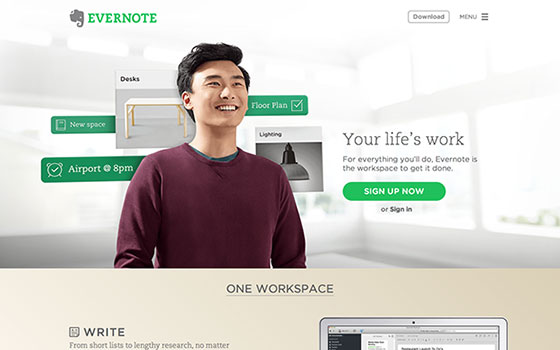 EVERNOTE
Download
MENU
Desks
Floor Plan
New space
Lighting
Airport @ 8pm
Your life's work
For everything you'll do, Evernote is
the workspace to get it done.
SIGN UP NOW
or Sign in
ONE WORKSPACE
WRITE
From short lists to lengthy research, no matter